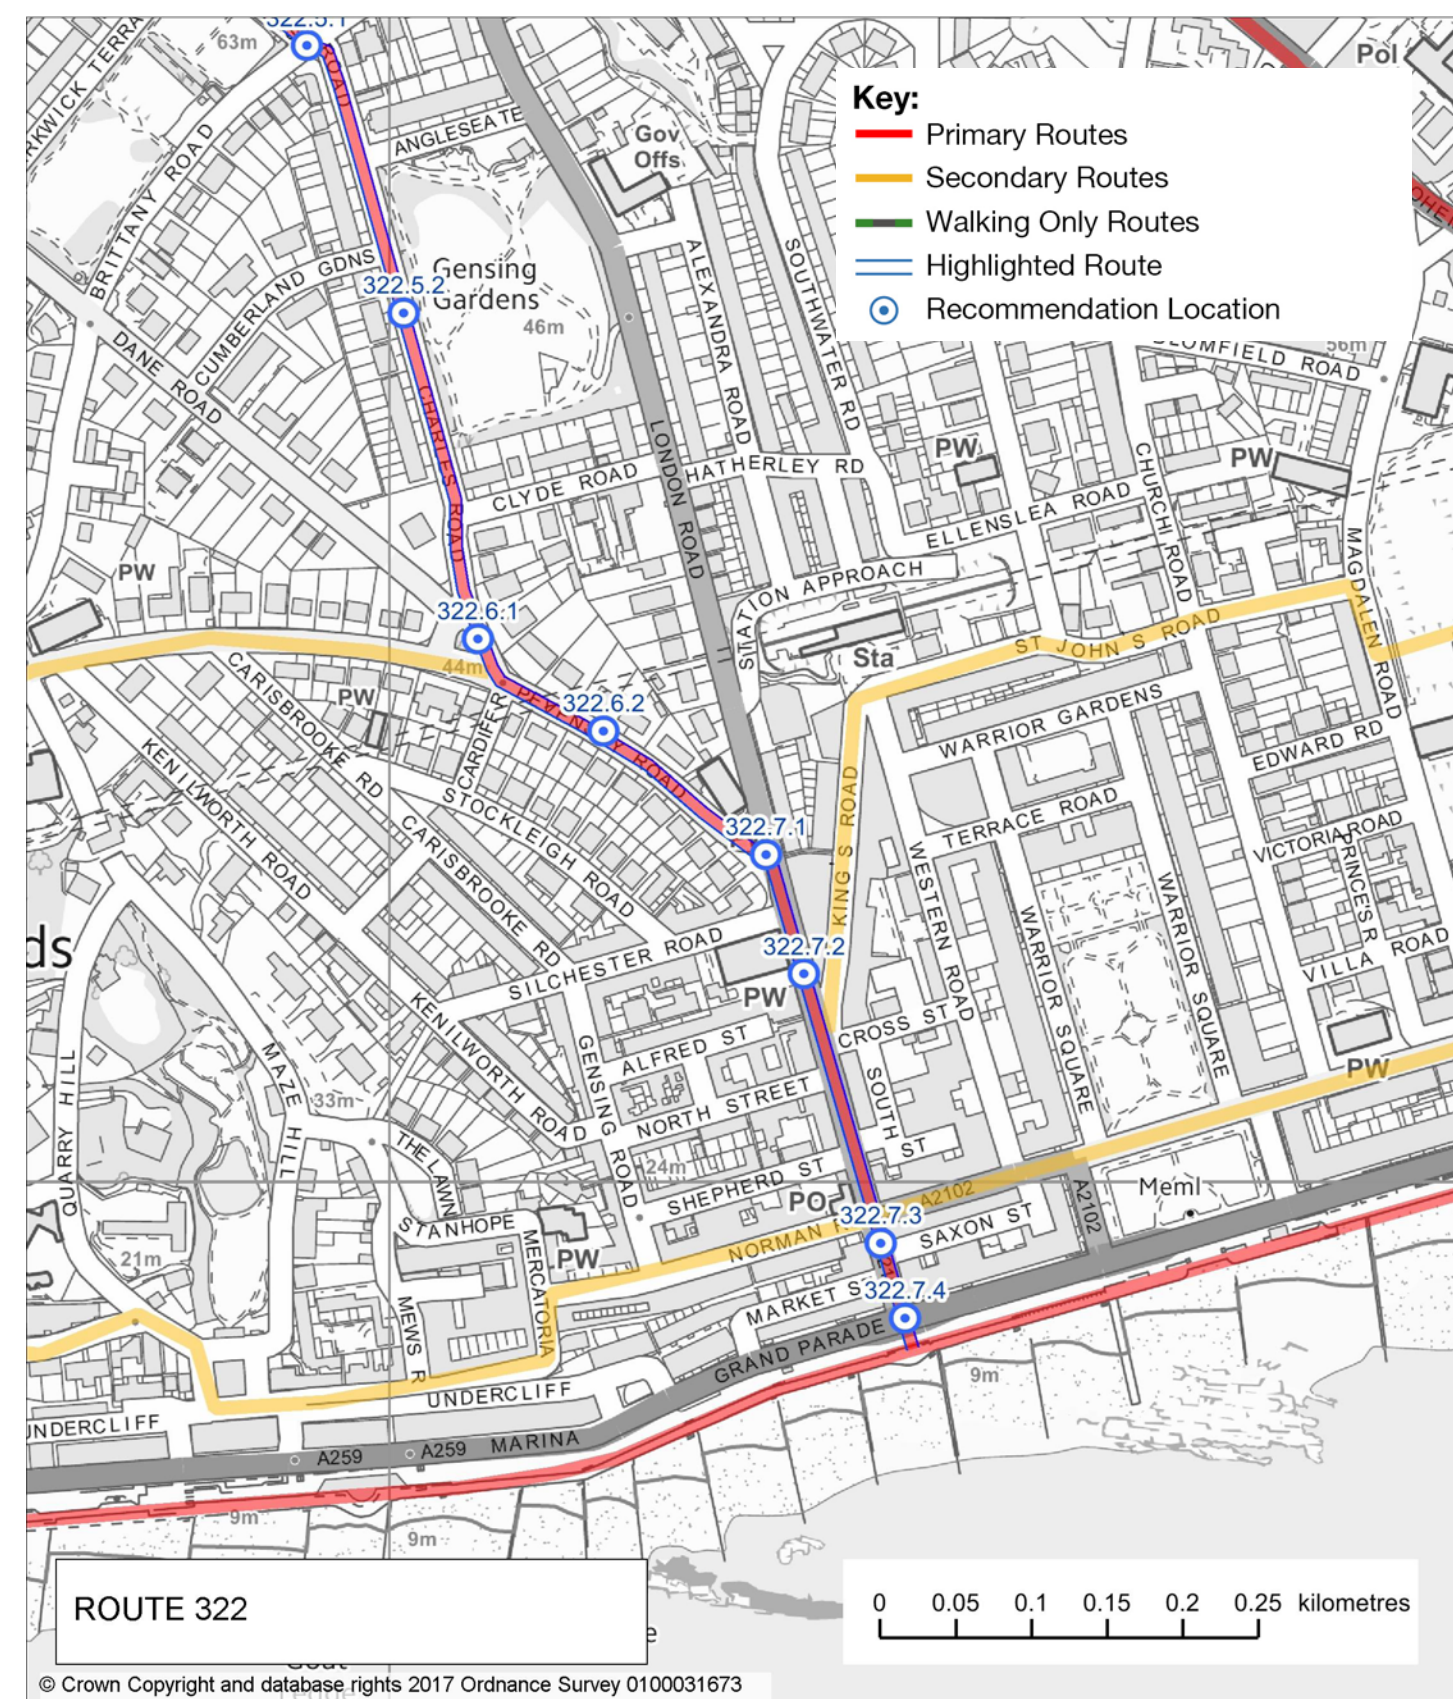 322.5.1
63m
ROAD
Pol
Key:
Primary Routes
Secondary Routes
Walking Only Routes
Highlighted Route
Recommendation Location
ANGLESEA TE
Gov
Offs
BRITTANY ROAD
CUMBERLAND GDNS
322.5.2
Gensing
Gardens
46m
ALEXANDRA ROAD
SOUTHWATER RD
DANE ROAD
CHARLES ROAD
LONDON ROAD
BLOMFIELD ROAD
56m
CLYDE ROAD
HATHERLEY RD
PW
PW
CHURCH ROAD
ELLENSLEA ROAD
MAGDALEN ROAD
PW
STATION APPROACH
322.6.1
44m
Sta
ST JOHN'S ROAD
CARISBROOKE RD
PW
CARDIFF R
322.6.2
PEVENSEY ROAD
WARRIOR GARDENS
EDWARD RD
KENILWORTH ROAD
STOCKLEIGH ROAD
CARISBROOKE RD
322.7.1
KING'S ROAD
TERRACE ROAD
VICTORIA ROAD
PRINCE'S R
WESTERN ROAD
WARRIOR SQUARE
WARRIOR SQUARE
ds
SILCHESTER ROAD
322.7.2
PW
VILLA ROAD
KENILWORTH ROAD
CROSS ST
ALFRED ST
GENSING ROAD
NORTH STREET
SOUTH ST
PW
QUARRY HILL
MAZE HILL
33m
THE LAWN
24m
SHEPHERD ST
PO
A2102
A2102
Meml
STANHOPE
322.7.3
21m
MERCATORIA
PW
NORMAN R
SAXON ST
MARKET S
322.7.4
MEWS R
GRAND PARADE
9m
UNDERCLIFF
UNDERCLIFF
A259
A259
MARINA
9m
9m
ROUTE 322
0 0.05 0.1 0.15 0.2 0.25 kilometres
© Crown Copyright and database rights 2017 Ordnance Survey 0100031673